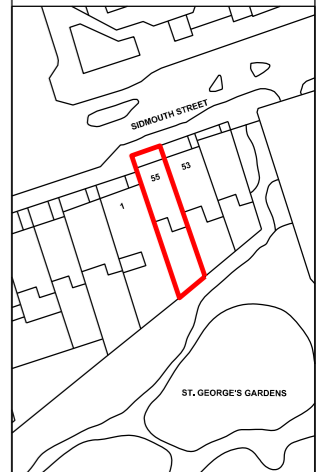 SIDMOUTH STREET
53
55
1
ST. GEORGE'S GARDENS